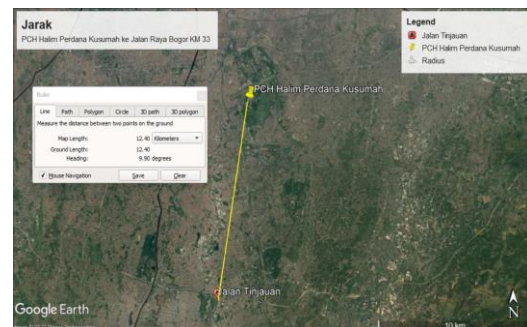 Jarak
PCH Halim Perdana Kusumah ke Jalan Raya Bogor KM 33
Legend
Jalan Tinjauan
PCH Halim Perdana Kusumah
Radius
PCH Halim Perdana Kusumah
Ruler
Line Path Polygon Circle 3D path 3D polygon
Measure the distance between two points on the ground
Map Length: 12.40 Kilometers
Ground Length: 12.40
Heading: 9.90 degrees
Mouse Navigation Save Clear
Jalan Tinjauan
Google Earth
10 km
N